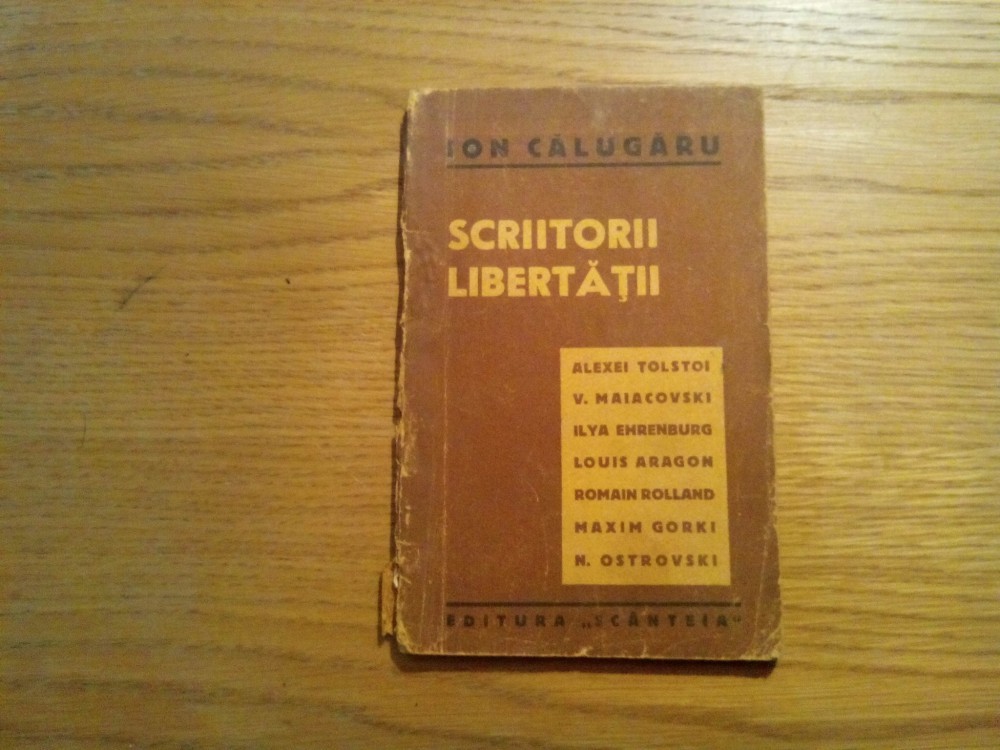 ION CĂLUGĂRU
SCRIITORII
LIBERTĂŢII
ALEXEI TOLSTOI
V. MAIACOVSKI
ILYA EHRENBURG
LOUIS ARAGON
ROMAIN ROLLAND
MAXIM GORKI
N. OSTROVSKI
EDITURA „SCÂNTEIA"